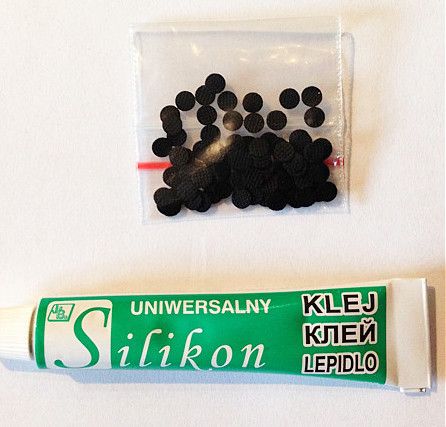 UNIWERSALNY
Silikon
KLEJ
КЛЕЙ
LEPIDLO